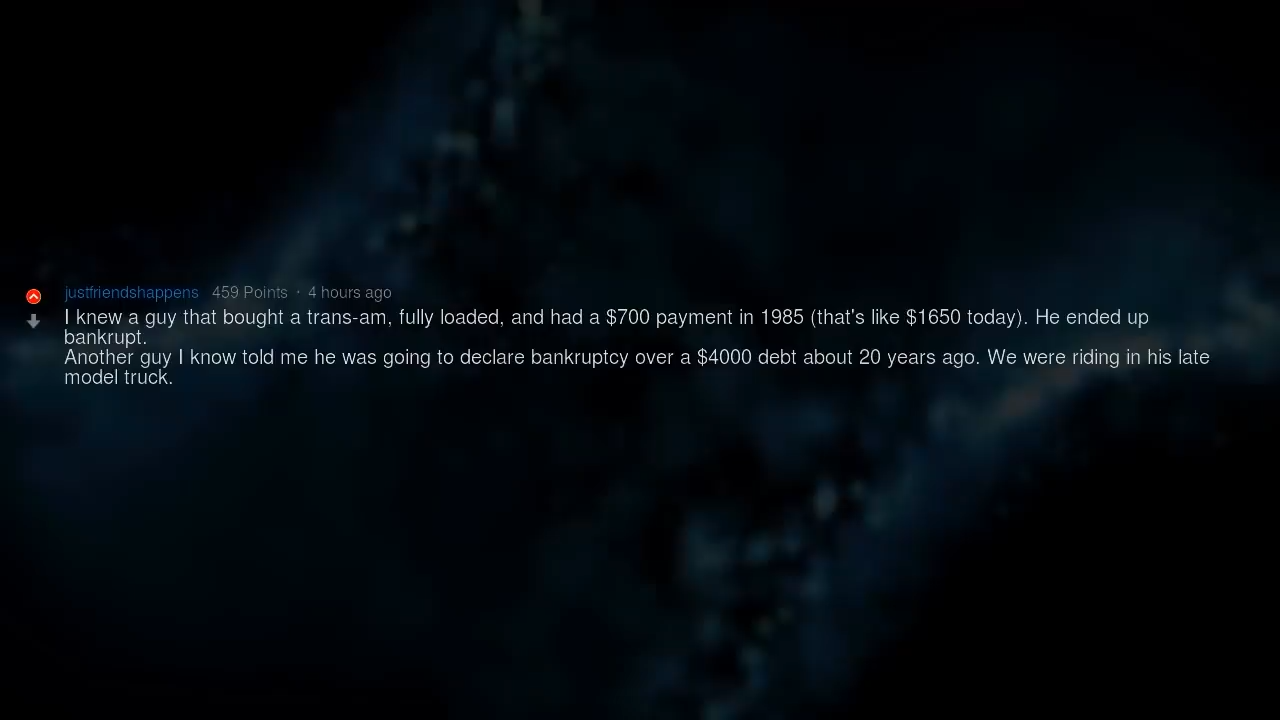 justfriendshappens 459 Points · 4 hours ago
I knew a guy that bought a trans-am, fully loaded, and had a $700 payment in 1985 (that's like $1650 today). He ended up
bankrupt.
Another guy I know told me he was going to declare bankruptcy over a $4000 debt about 20 years ago. We were riding in his late
model truck.